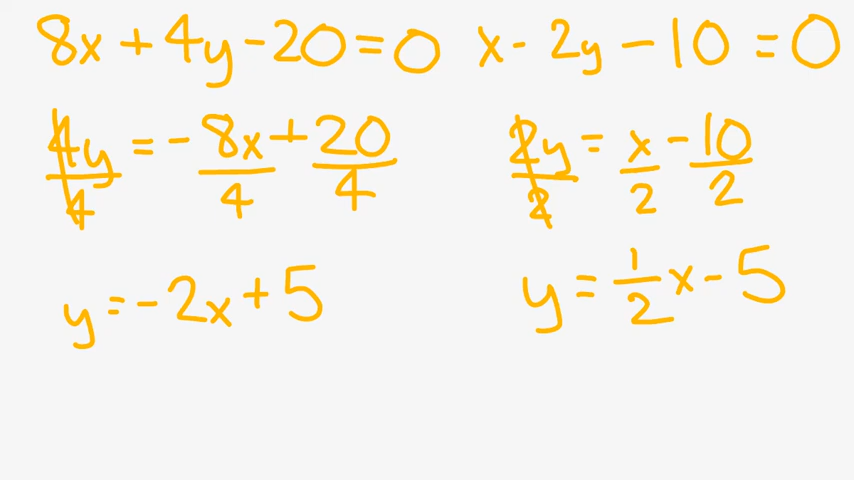 8x + 4y - 20 = 0
4y/4 = -8x/4 + 20/4
y = -2x + 5
x - 2y - 10 = 0
2y/2 = x/2 - 10/2
y = 1/2 x - 5